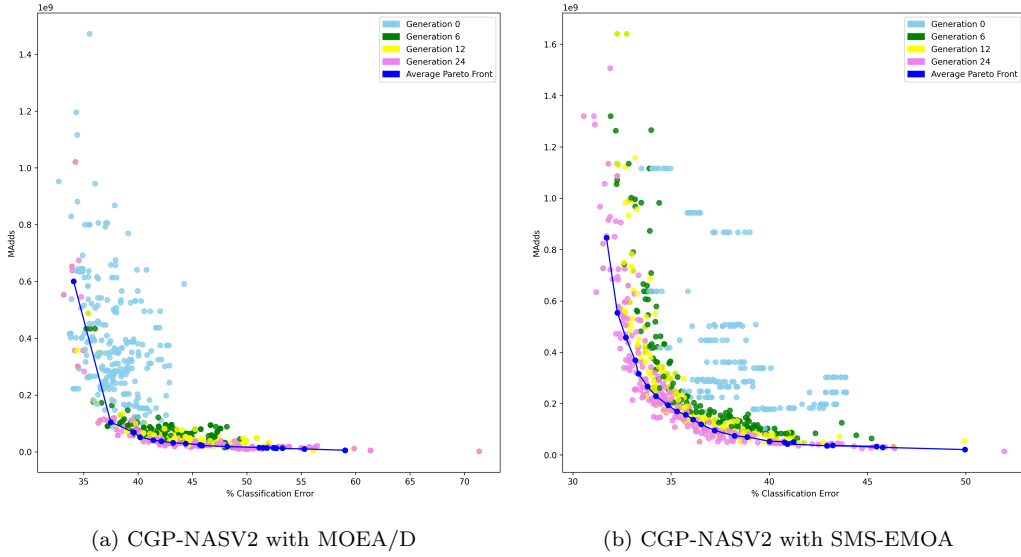 1e9
1e9
Generation 0
Generation 6
Generation 12
Generation 24
Average Pareto Front
Generation 0
Generation 6
Generation 12
Generation 24
Average Pareto Front
1.4
1.2
1.0
0.8
0.6
0.4
0.2
0.0
MAdds
35
40
45
50
55
60
65
70
% Classification Error
1.6
1.4
1.2
1.0
0.8
0.6
0.4
0.2
0.0
MAdds
30
35
40
45
50
% Classification Error
(a) CGP-NASV2 with MOEA/D
(b) CGP-NASV2 with SMS-EMOA